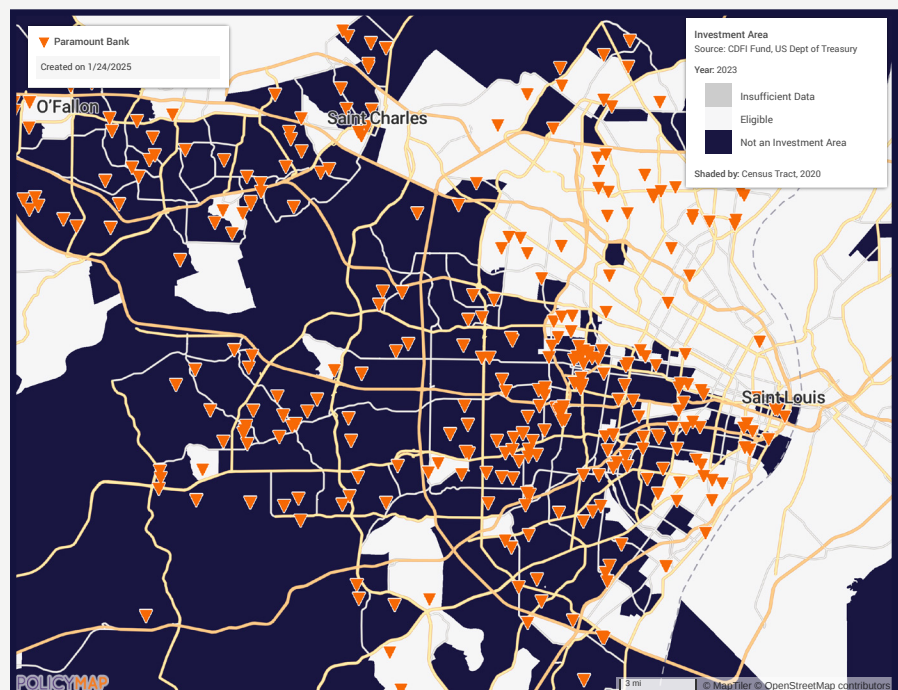 Paramount Bank
Created on 1/24/2025
Investment Area
Source: CDFI Fund, US Dept of Treasury
Year: 2023
Insufficient Data
Eligible
Not an Investment Area
Shaded by: Census Tract, 2020
O'Fallon
Saint Charles
Saint Louis
POLICYMAP
3 mi
© MapTiler © OpenStreetMap contributors